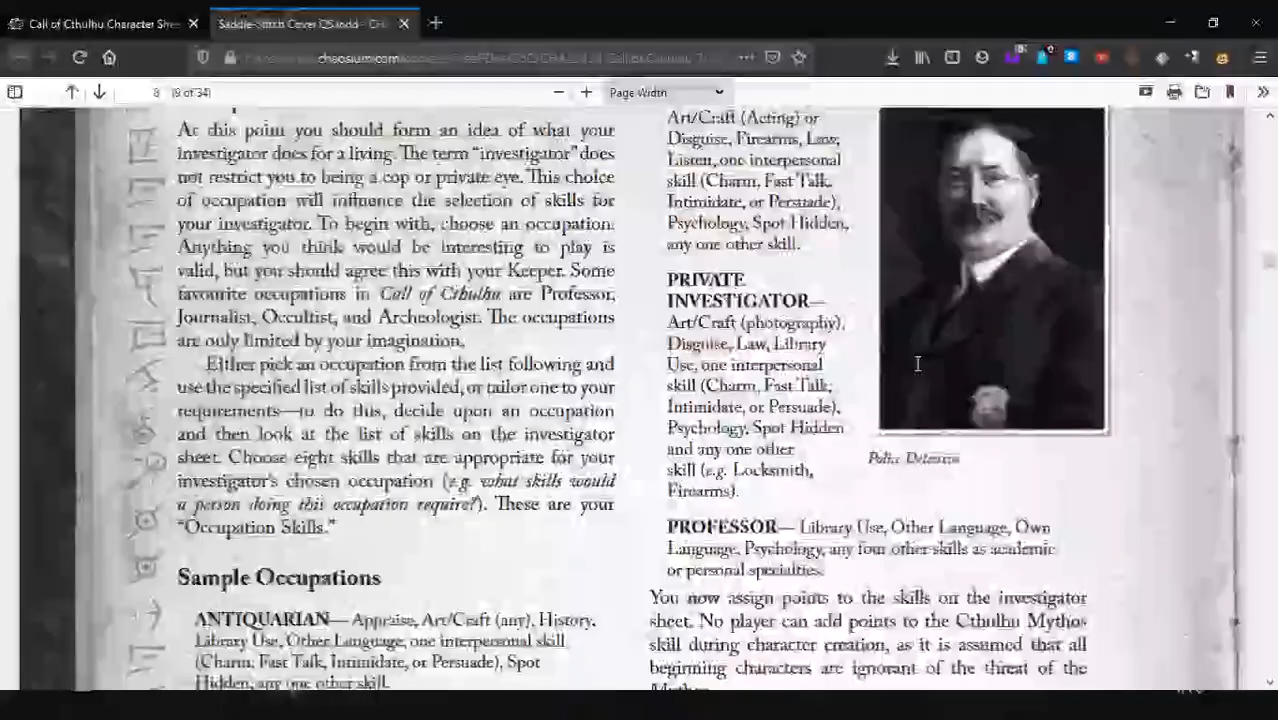 Call of Cthulhu Character Shee
chaosium.com
8 (9 of 34)
Page Width
At this point you should form an idea of what your
investigator does for a living. The term “investigator” does
not restrict you to being a cop or private eye. This choice
of occupation will influence the selection of skills for
your investigator. To begin with, choose an occupation.
Anything you think would be interesting to play is
valid, but you should agree this with your Keeper. Some
favourite occupations in Call of Cthulhu are Professor,
Journalist, Occultist, and Archeologist. The occupations
are only limited by your imagination.
Either pick an occupation from the list following and
use the specified list of skills provided, or tailor one to your
requirements—to do this, decide upon an occupation
and then look at the list of skills on the investigator
sheet. Choose eight skills that are appropriate for your
investigator's chosen occupation (e.g. what skills would
a person doing this occupation require?). These are your
“Occupation Skills.”
Sample Occupations
ANTIQUARIAN— Appraise, Art/Craft (any), History,
Library Use, Other Language, one interpersonal skill
(Charm, Fast Talk, Intimidate, or Persuade), Spot
Hidden, any one other skill.
Art/Craft (Acting) or
Disguise, Firearms, Law,
Listen, one interpersonal
skill (Charm, Fast Talk,
Intimidate, or Persuade),
Psychology, Spot Hidden,
any one other skill.
PRIVATE
INVESTIGATOR—
Art/Craft (photography),
Disguise, Law, Library
Use, one interpersonal
skill (Charm, Fast Talk,
Intimidate, or Persuade),
Psychology, Spot Hidden
and any one other
skill (e.g. Locksmith,
Firearms).
Police Detective
PROFESSOR— Library Use, Other Language, Own
Language, Psychology, any four other skills as academic
or personal specialties.
You now assign points to the skills on the investigator
sheet. No player can add points to the Cthulhu Mythos
skill during character creation, as it is assumed that all
beginning characters are ignorant of the threat of the